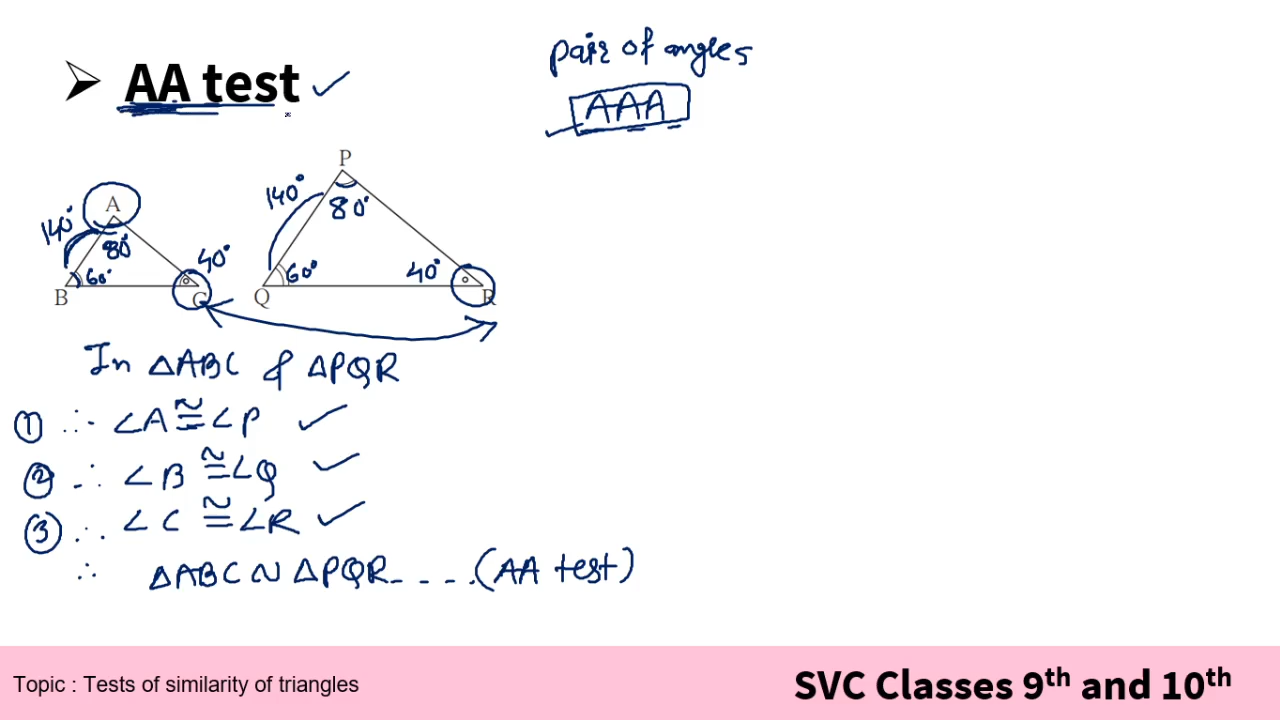 ➢ AA test ✓
pair of angles
AAA
P
140°
80°
A
140°
80°
40°
60°
60°
40°
B
C
Q
R
In △ABC & △PQR
① ∴ ∠A ≅ ∠P ✓
② ∴ ∠B ≅ ∠Q ✓
③ ∴ ∠C ≅ ∠R ✓
∴ △ABC ~ △PQR - - - - . (AA test)
Topic : Tests of similarity of triangles
SVC Classes 9th and 10th